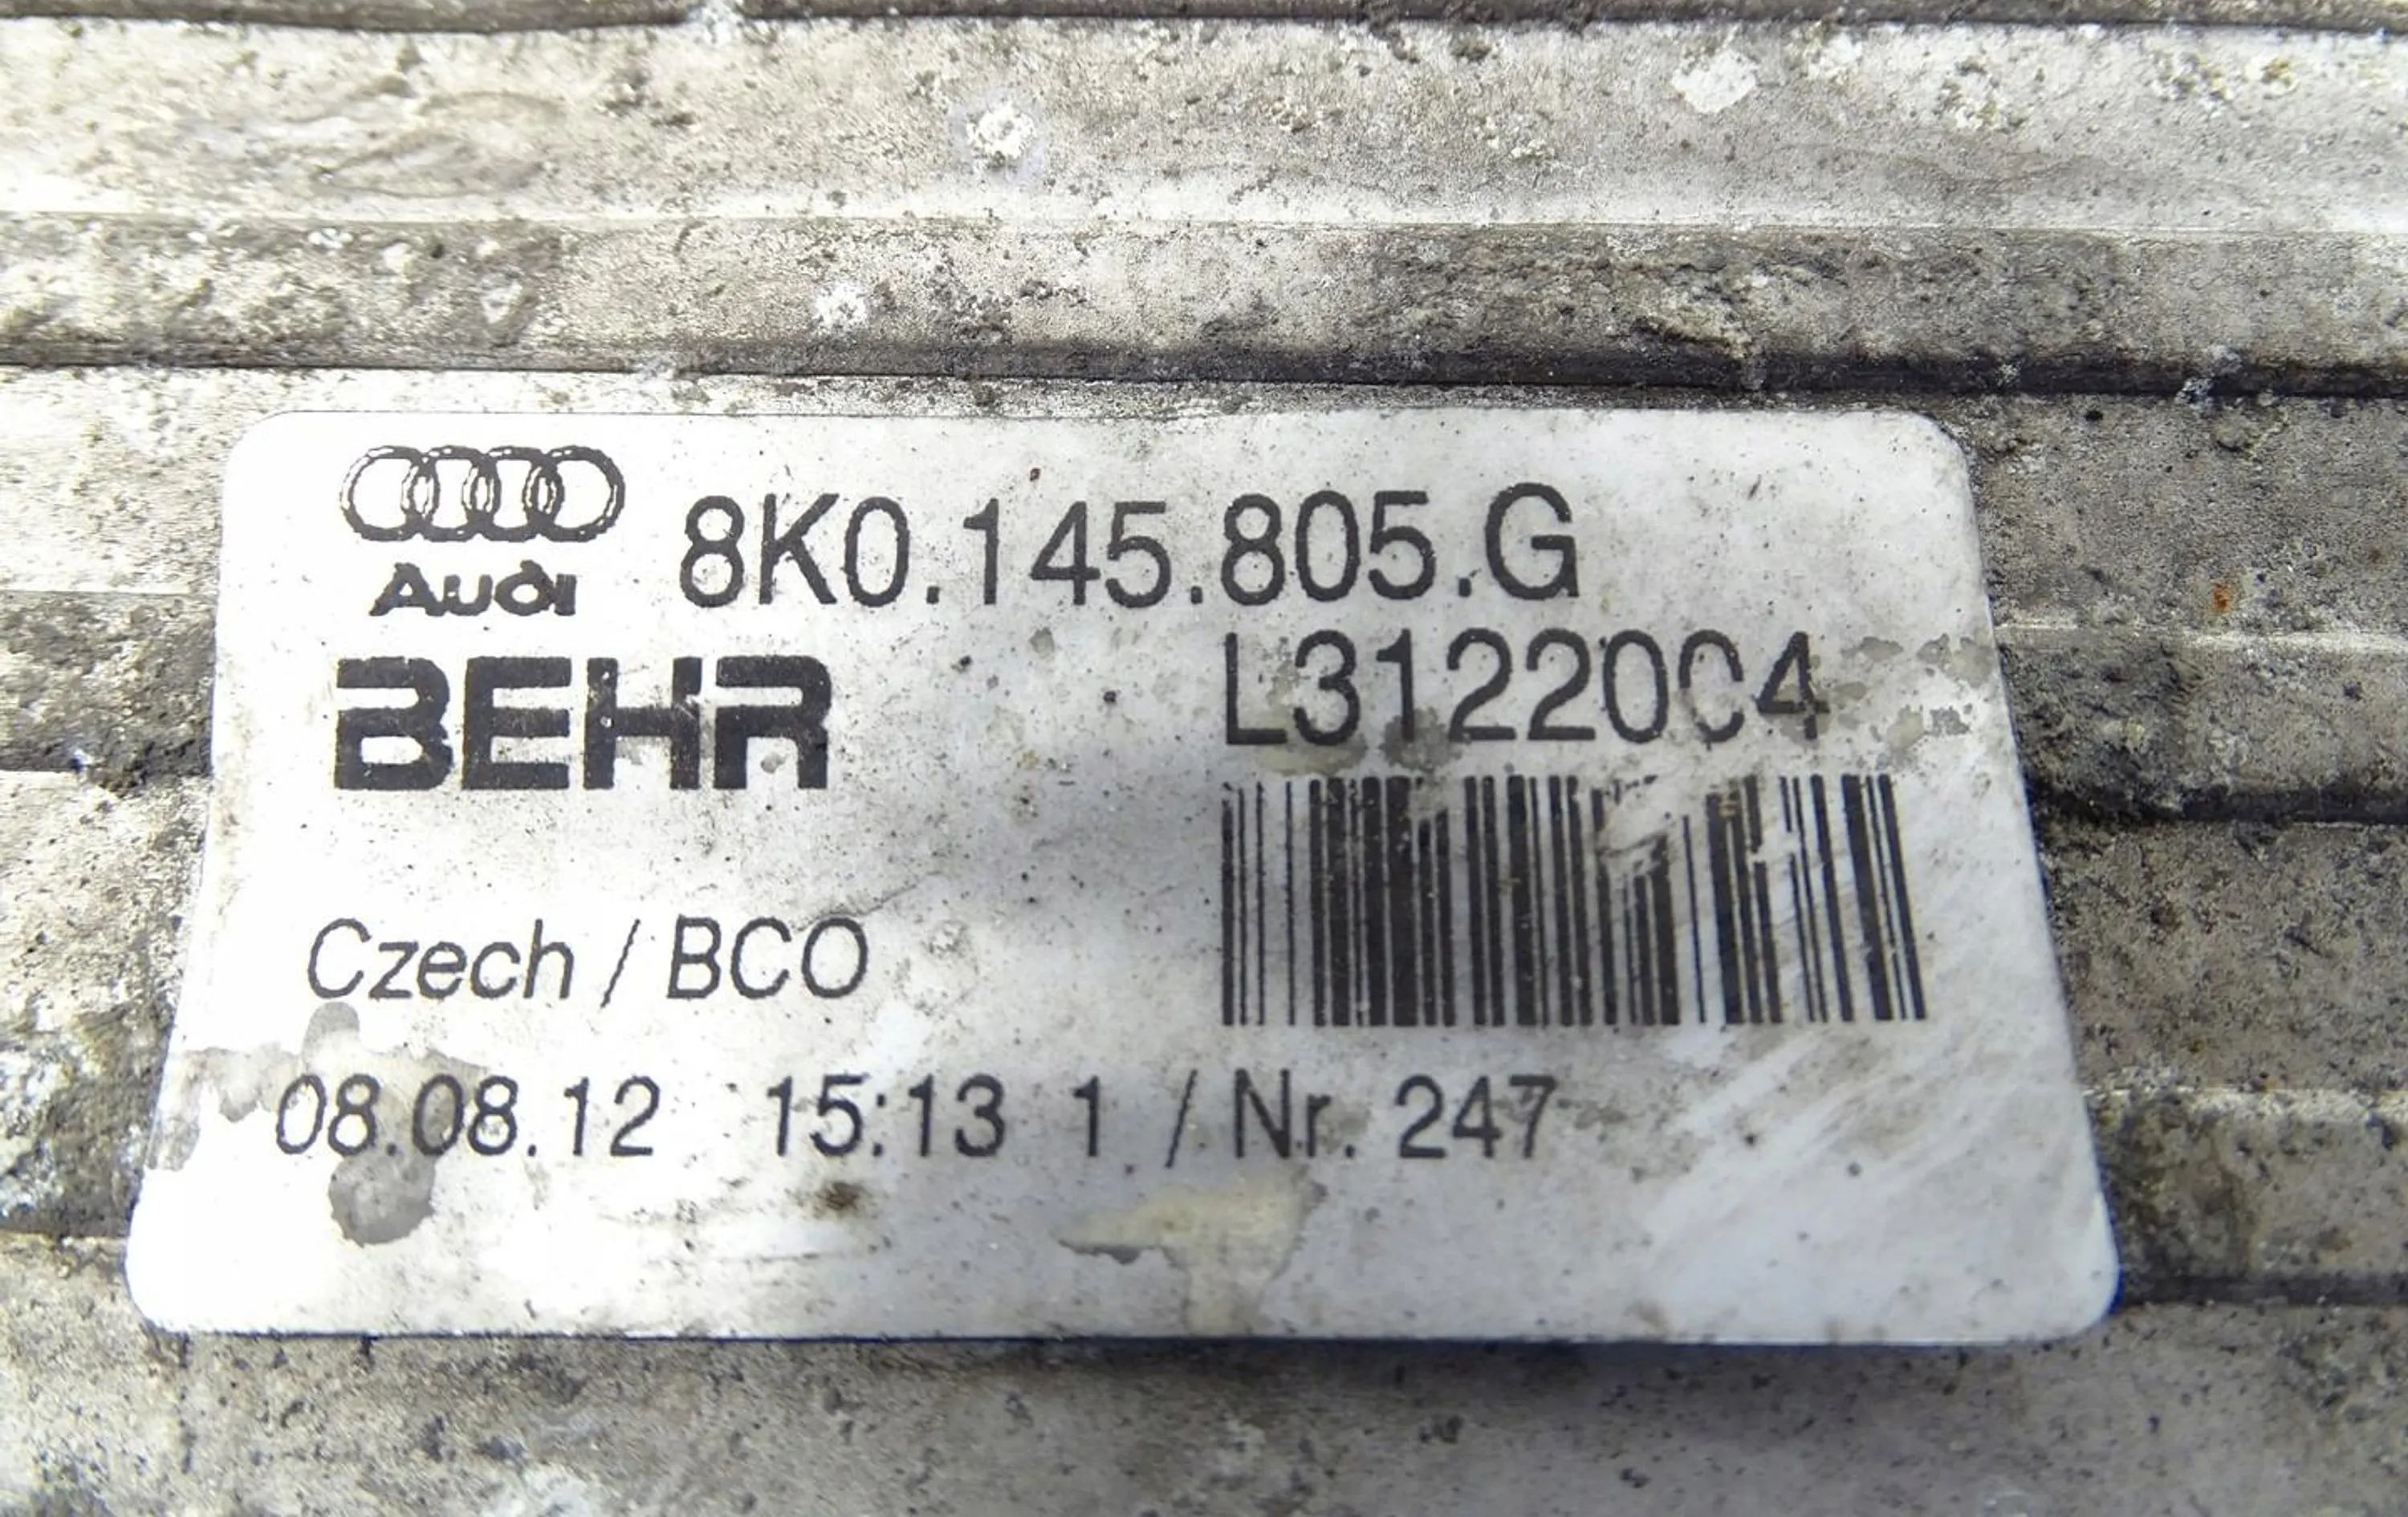 Audi 8K0.145.805.G
BEHR L3122004
Czech / BCO
08.08.12 15:13 1 / Nr. 247